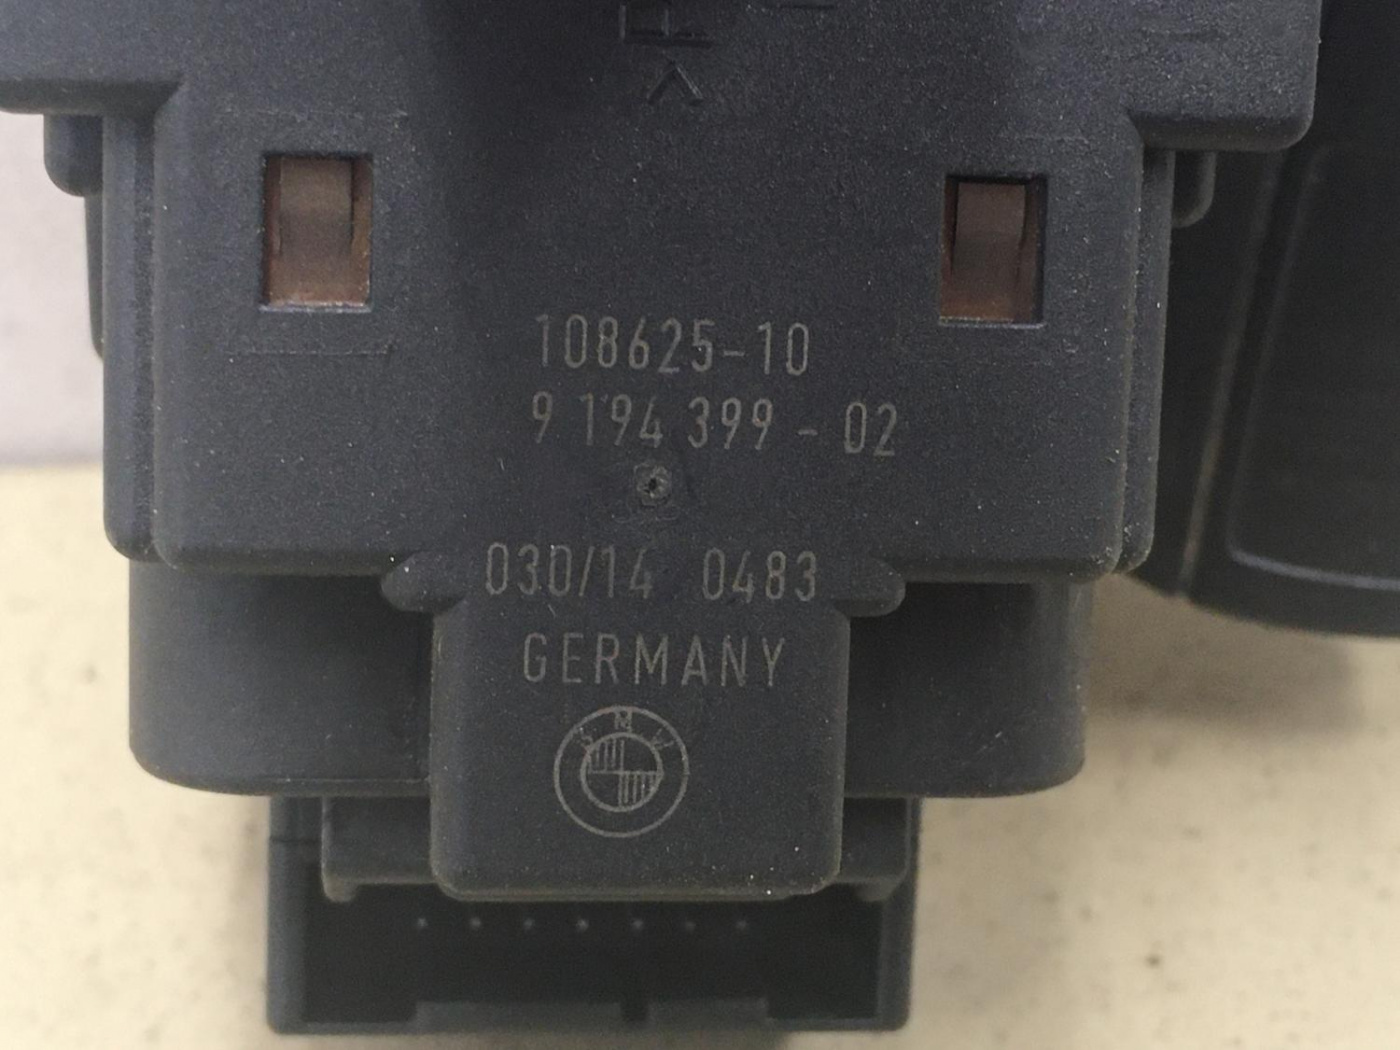 108625-10
9 194 399 - 02
030/14 0483
GERMANY
BMW